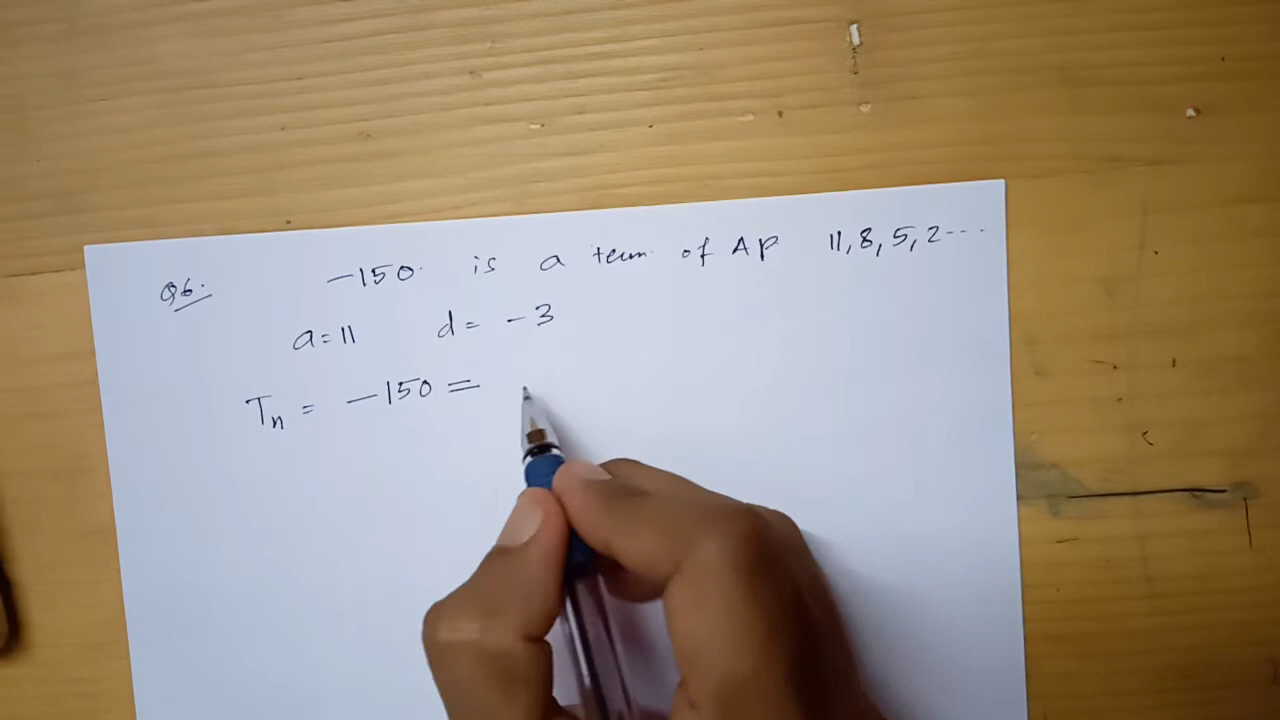 Q6. -150 is a term of AP 11, 8, 5, 2 ...
a = 11 d = -3
Tn = -150 =